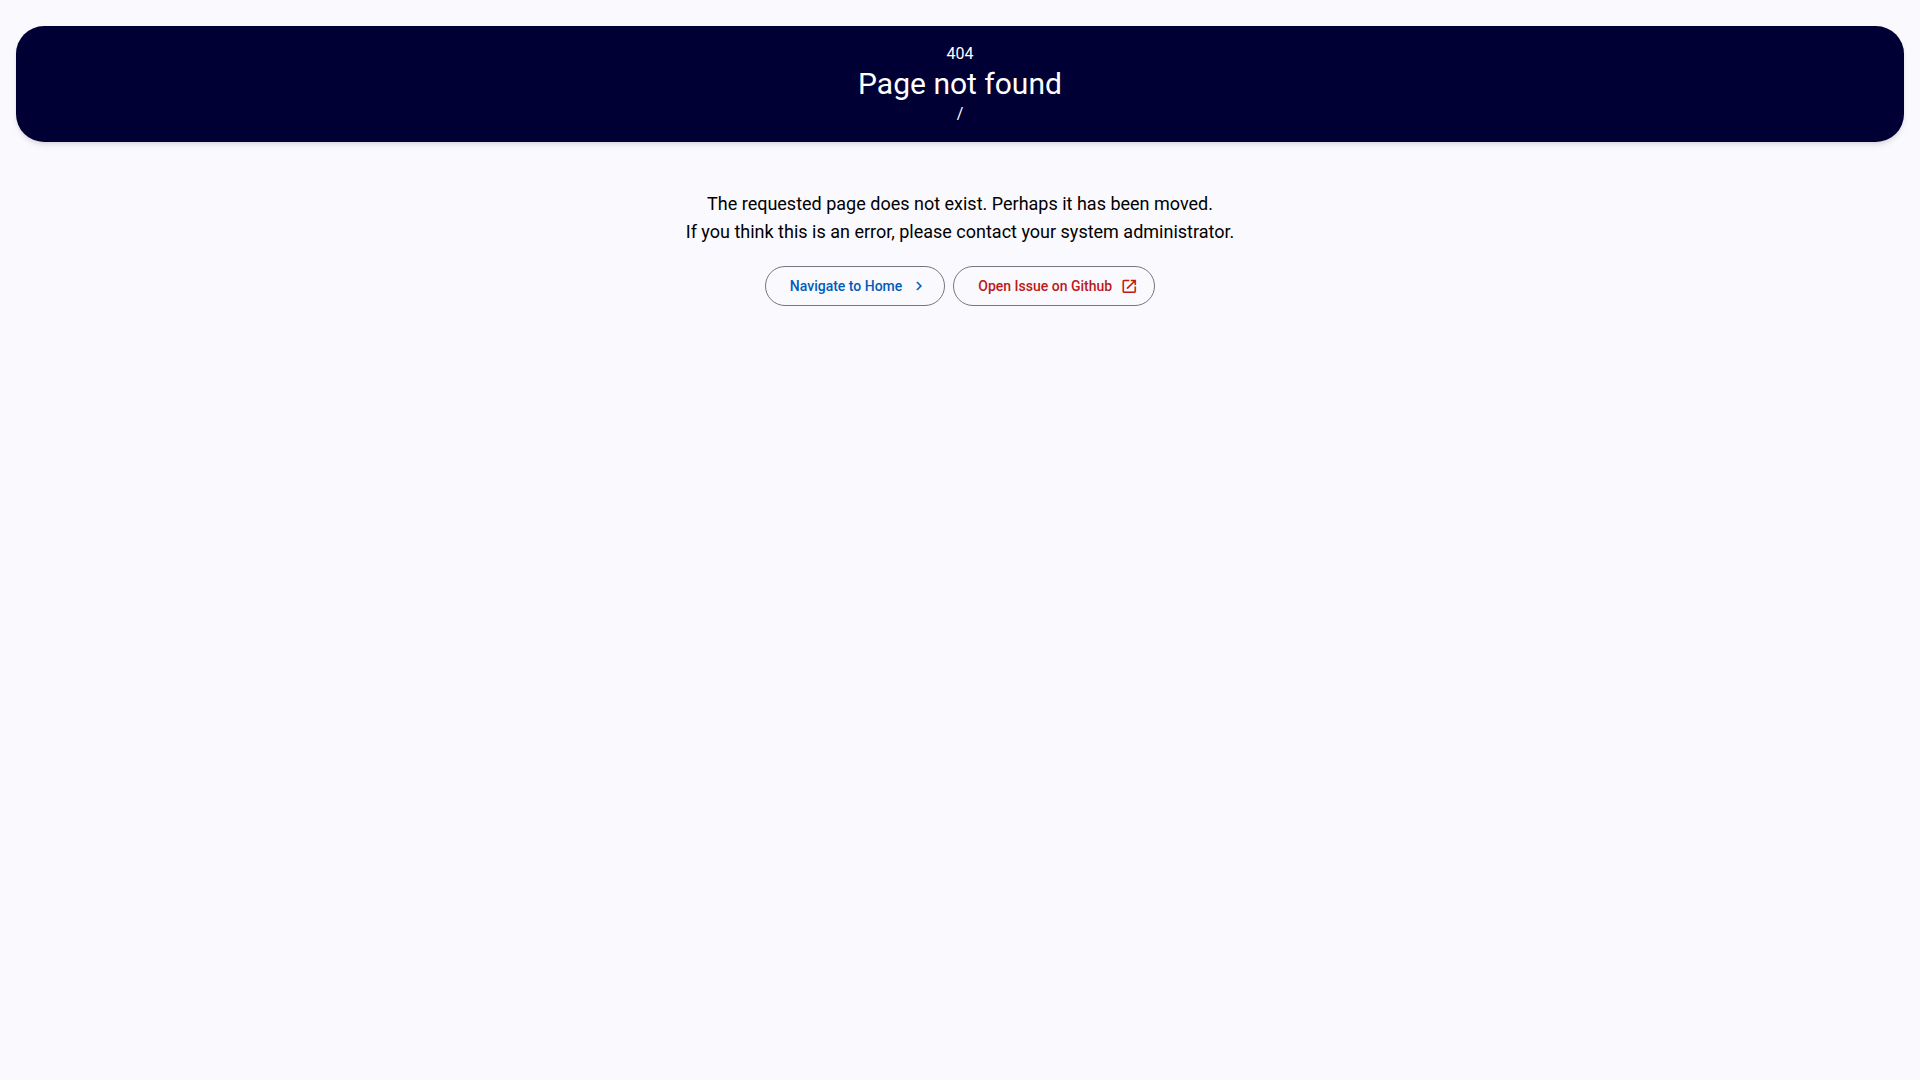 404
Page not found
/
The requested page does not exist. Perhaps it has been moved.
If you think this is an error, please contact your system administrator.
Navigate to Home
Open Issue on Github